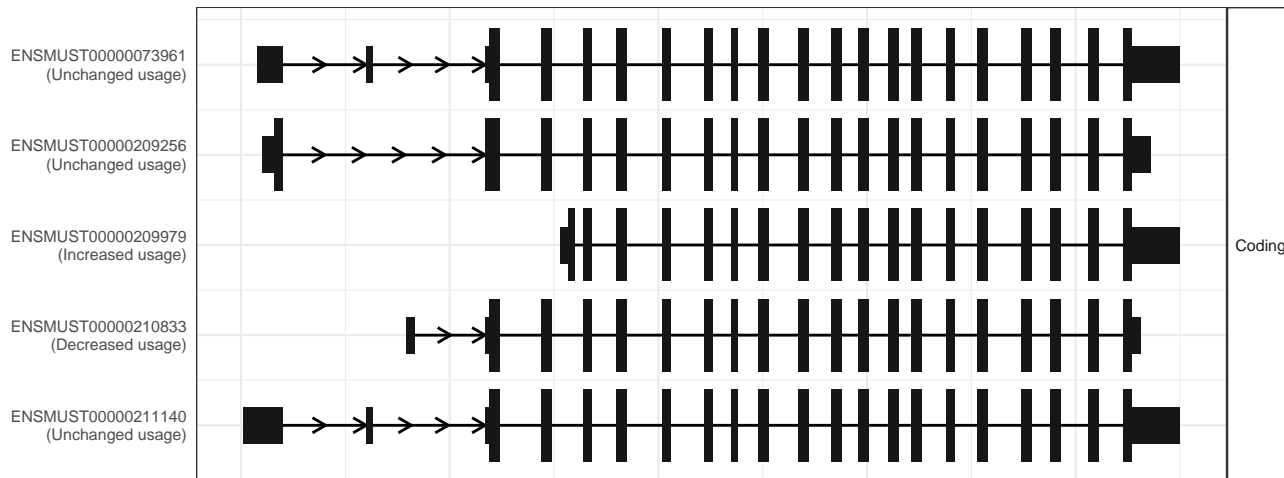 ENSMUST00000073961
(Unchanged usage)
ENSMUST00000209256
(Unchanged usage)
ENSMUST00000209979
(Increased usage)
Coding
ENSMUST00000210833
(Decreased usage)
ENSMUST00000211140
(Unchanged usage)